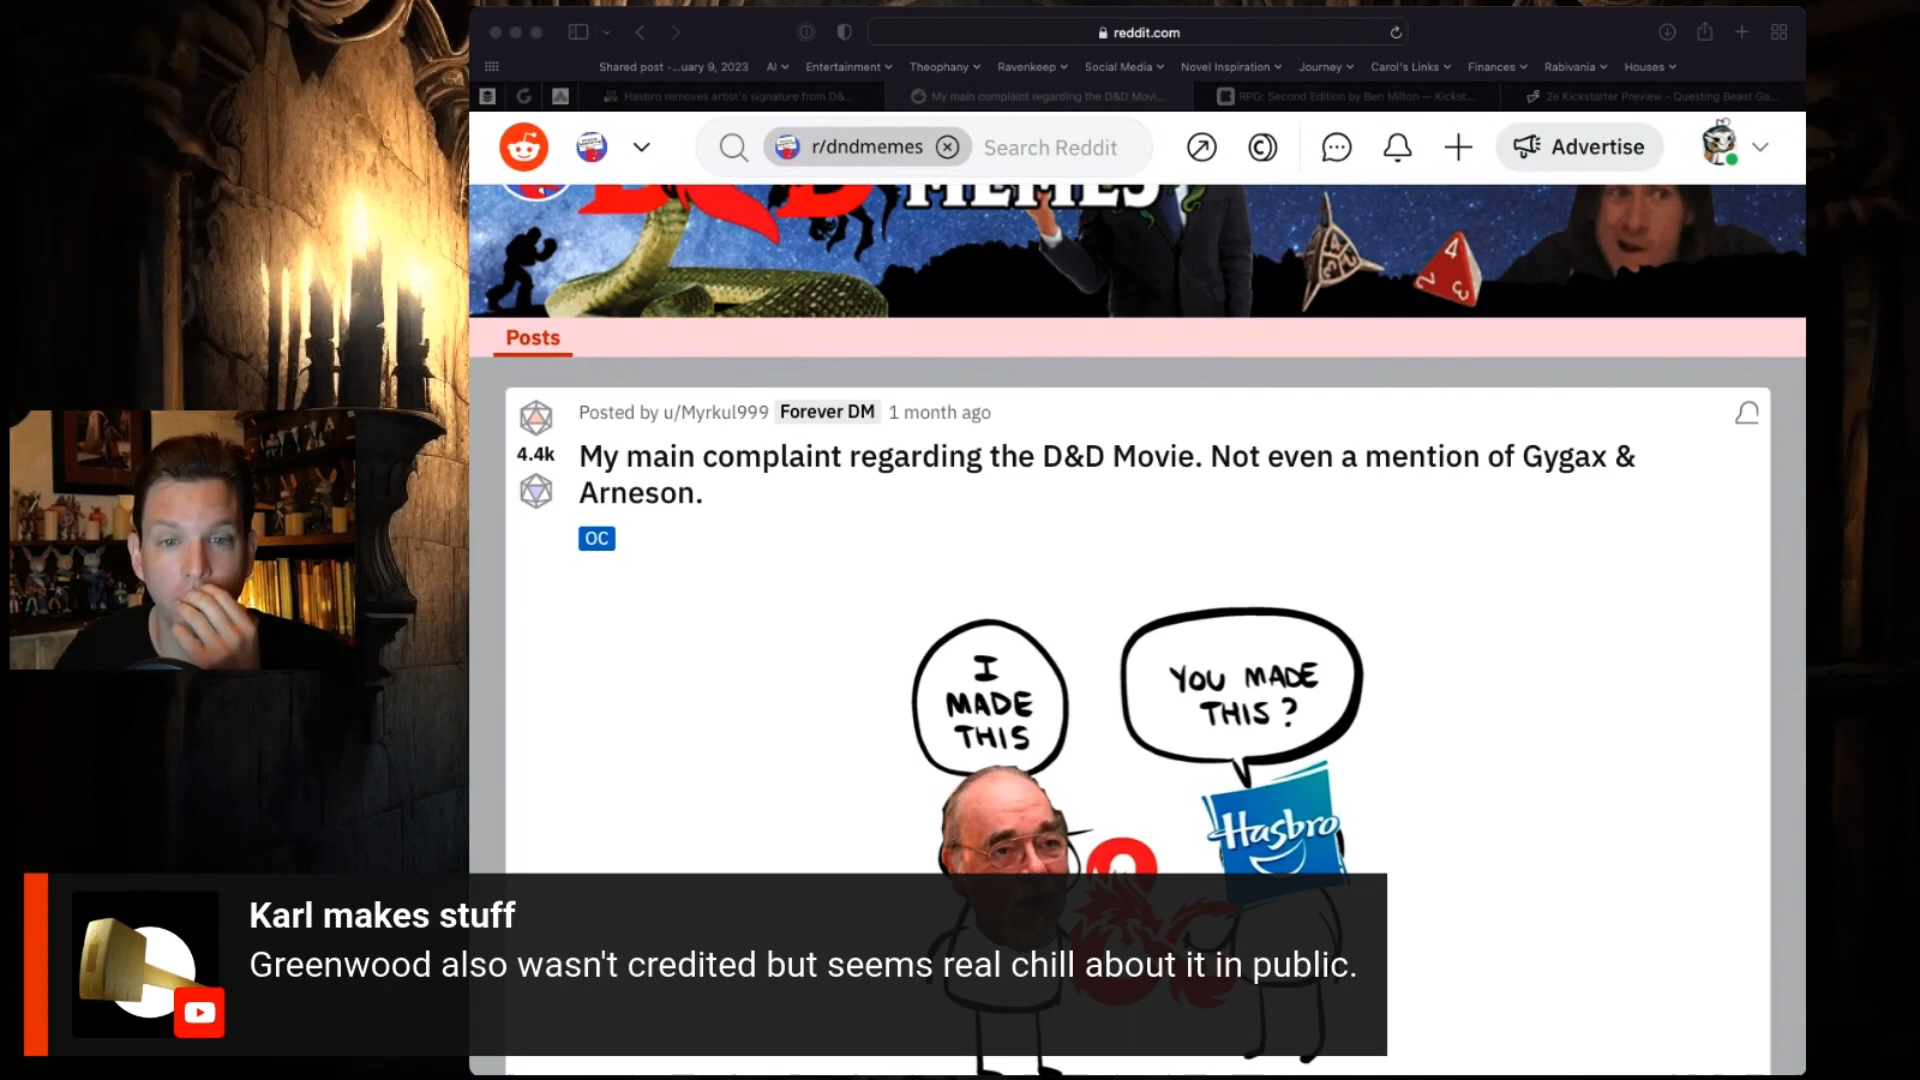 reddit.com
Shared post -...uary 9, 2023 AI Entertainment Theophany Ravenkeep Social Media Novel Inspiration Journey Carol's Links Finances Rabivania Houses
Hasbro removes artist's signature from D&... My main complaint regarding the D&D Movi... RPG: Second Edition by Ben Milton — Kickst... 2e Kickstarter Preview - Questing Beast Ga...
r/dndmemes Search Reddit Advertise
D&D MEMES
4
2 3
Posts
Posted by u/Myrkul999 Forever DM 1 month ago
4.4k
My main complaint regarding the D&D Movie. Not even a mention of Gygax &
Arneson.
OC
I
MADE
THIS
YOU MADE
THIS?
Hasbro
Karl makes stuff
Greenwood also wasn't credited but seems real chill about it in public.